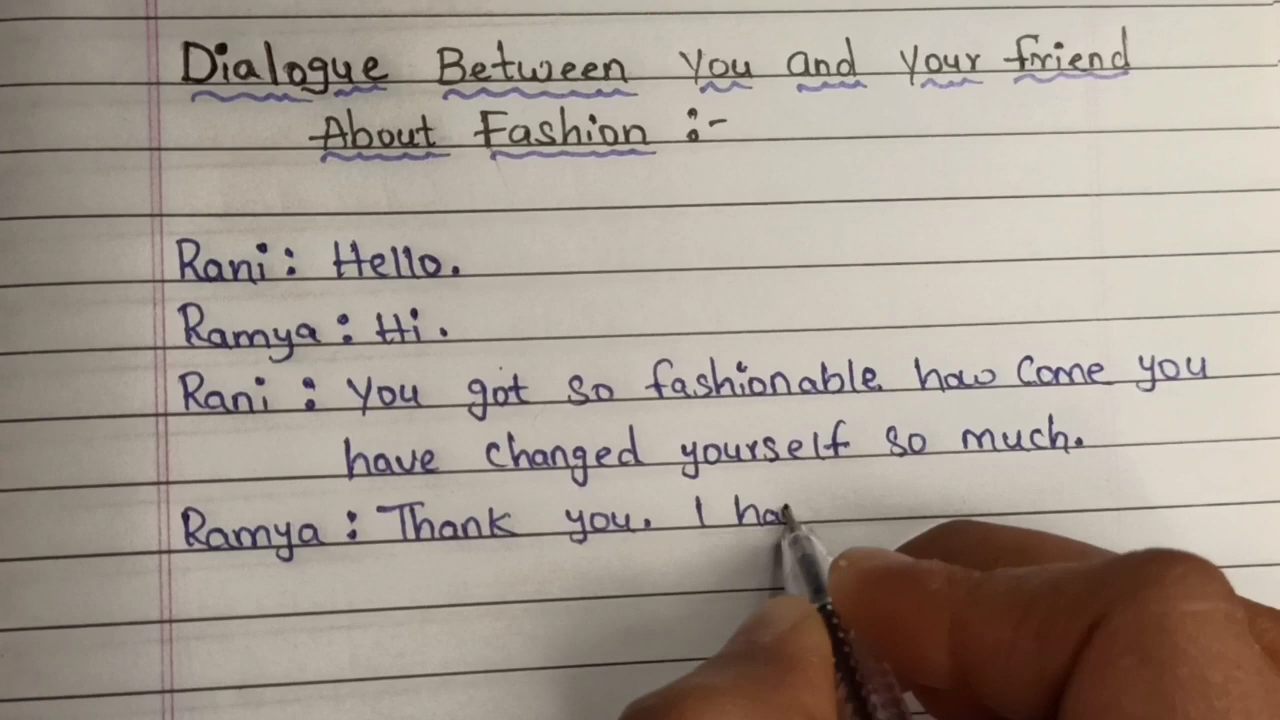 Dialogue Between You and Your friend
About Fashion :-
Rani : Hello.
Ramya : Hi.
Rani : You got so fashionable how come you
have changed yourself so much.
Ramya : Thank you. I ha